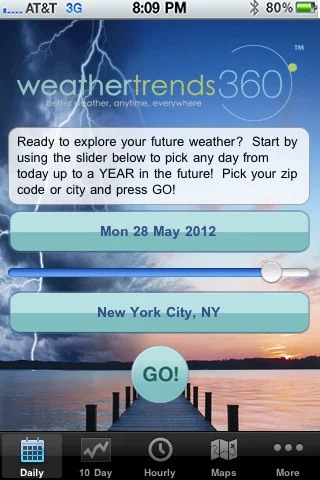 AT&T 3G 8:09 PM 80%
weathertrends360°
TM
better weather, anytime, everywhere
Ready to explore your future weather? Start by
using the slider below to pick any day from
today up to a YEAR in the future! Pick your zip
code or city and press GO!
Mon 28 May 2012
New York City, NY
GO!
Daily 10 Day Hourly Maps More